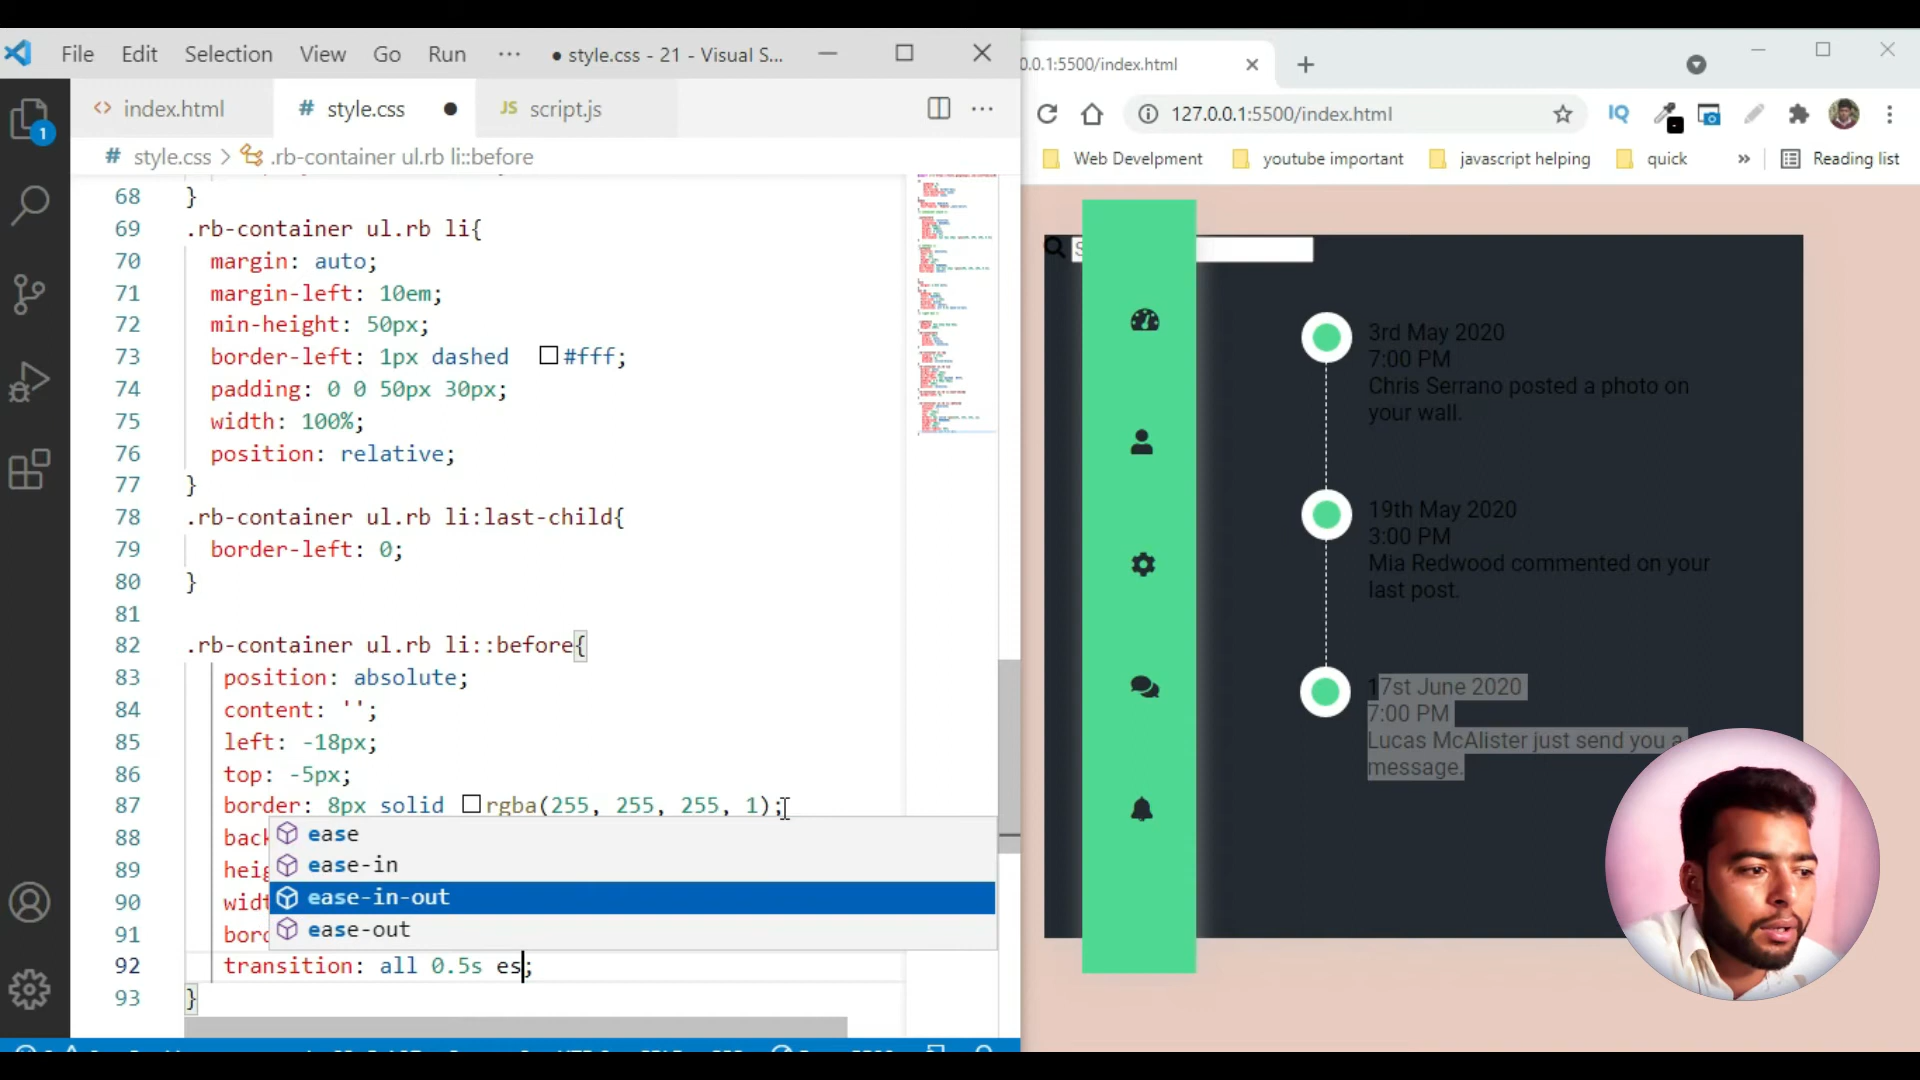 File Edit Selection View Go Run ··· ● style.css - 21 - Visual S...
index.html # style.css ● JS script.js ···
# style.css > .rb-container ul.rb li::before
68 }
69 .rb-container ul.rb li{
70 margin: auto;
71 margin-left: 10em;
72 min-height: 50px;
73 border-left: 1px dashed #fff;
74 padding: 0 0 50px 30px;
75 width: 100%;
76 position: relative;
77 }
78 .rb-container ul.rb li:last-child{
79 border-left: 0;
80 }
81
82 .rb-container ul.rb li::before{
83 position: absolute;
84 content: '';
85 left: -18px;
86 top: -5px;
87 border: 8px solid rgba(255, 255, 255, 1);
88 back
89 heig
90 widt
91 bord
92 transition: all 0.5s es;
93 }
ease
ease-in
ease-in-out
ease-out
1
0.0.1:5500/index.html
127.0.0.1:5500/index.html
IQ
Web Develpment youtube important javascript helping quick » Reading list
S
3rd May 2020
7:00 PM
Chris Serrano posted a photo on
your wall.
19th May 2020
3:00 PM
Mia Redwood commented on your
last post.
17st June 2020
7:00 PM
Lucas McAlister just send you a
message.